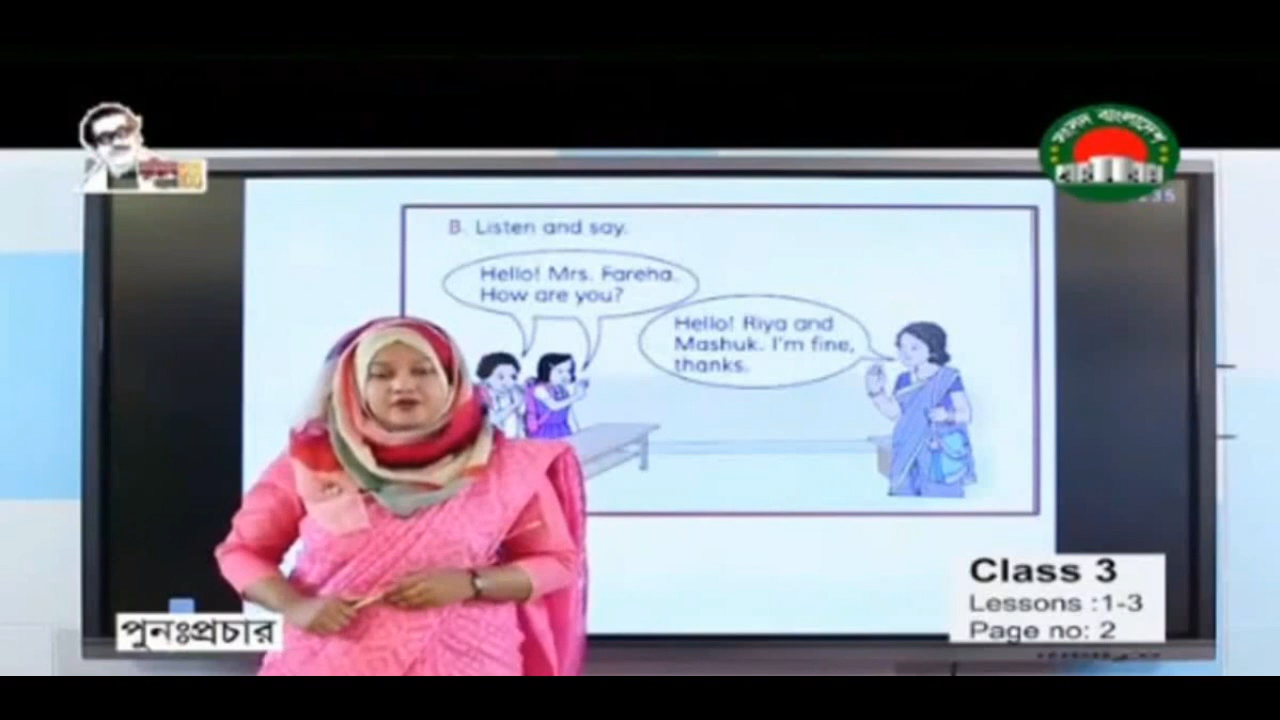 সংসদ বাংলাদেশ
B. Listen and say.
Hello! Mrs. Fareha.
How are you?
Hello! Riya and
Mashuk. I'm fine,
thanks.
Class 3
Lessons :1-3
Page no: 2
পুনঃপ্রচার